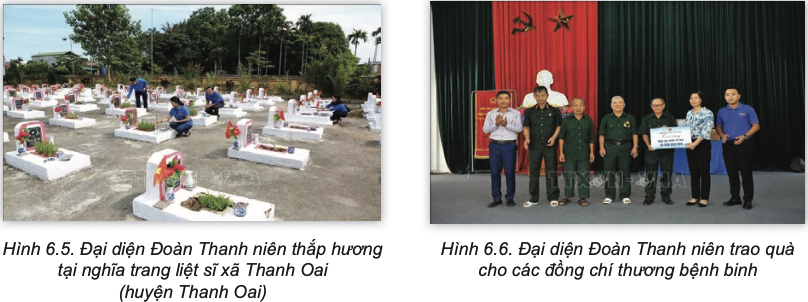 Hình 6.5. Đại diện Đoàn Thanh niên thắp hương
tại nghĩa trang liệt sĩ xã Thanh Oai
(huyện Thanh Oai)
Hình 6.6. Đại diện Đoàn Thanh niên trao quà
cho các đồng chí thương bệnh binh